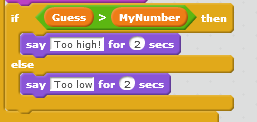 if Guess > MyNumber then
say Too high! for 2 secs
else
say Too low for 2 secs